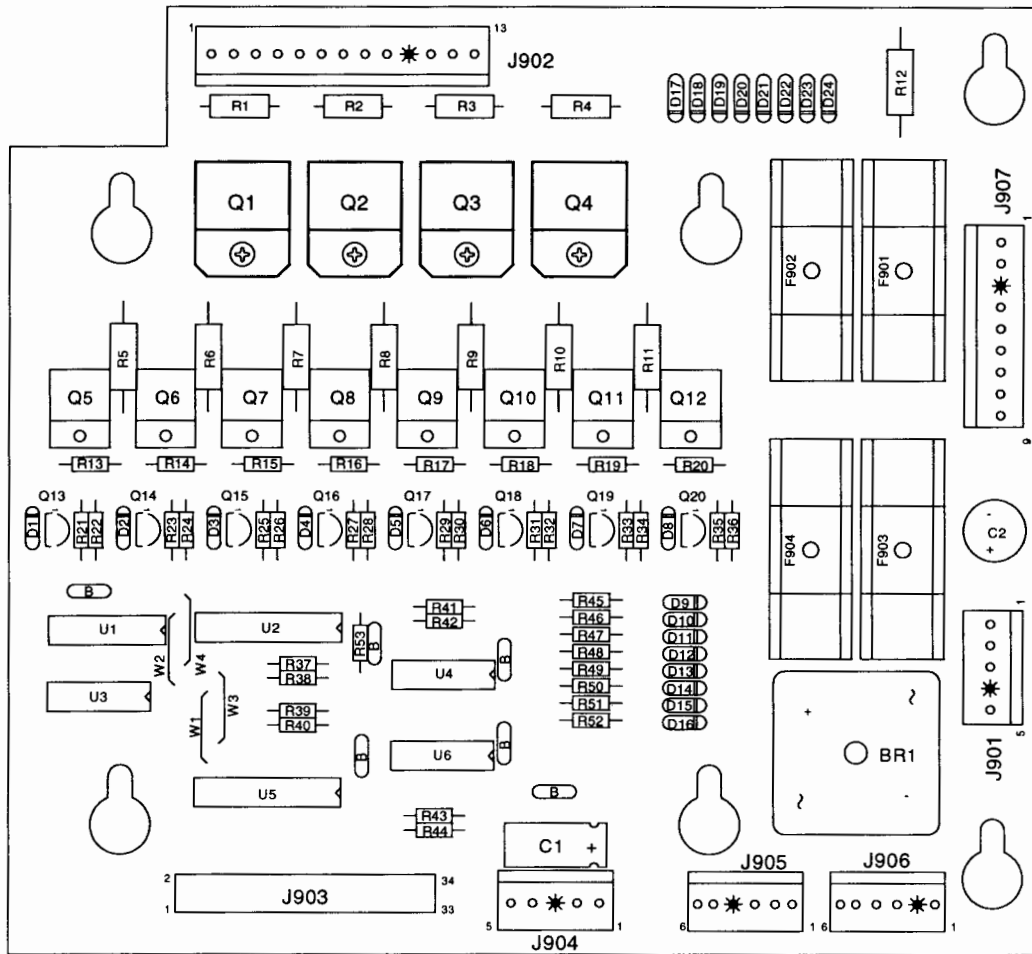 1 13
J902
R1 R2 R3 R4
D17 D18 D19 D20 D21 D22 D23 D24
R12
Q1 Q2 Q3 Q4
F902 F901
J907
1
9
R5 R6 R7 R8 R9 R10 R11
Q5 Q6 Q7 Q8 Q9 Q10 Q11 Q12
R13 R14 R15 R16 R17 R18 R19 R20
Q13 Q14 Q15 Q16 Q17 Q18 Q19 Q20
D1 R21 R22 D2 R23 R24 D3 R25 R26 D4 R27 R28 D5 R29 R30 D6 R31 R32 D7 R33 R34 D8 R35 R36
F904 F903
-
C2
+
B
U1 U2
W2 W4
R53 B
R41
R42
R45
R46
R47
R48
R49
R50
R51
R52
D9
D10
D11
D12
D13
D14
D15
D16
1
5
J901
R37
R38
U4 B
U3
W1 W3
R39
R40
B
U6 B
+ ~
BR1
~ -
U5
B
R43
R44
C1 +
2 34
J903
1 33
5 1
J904
J905
6 1
J906
6 1